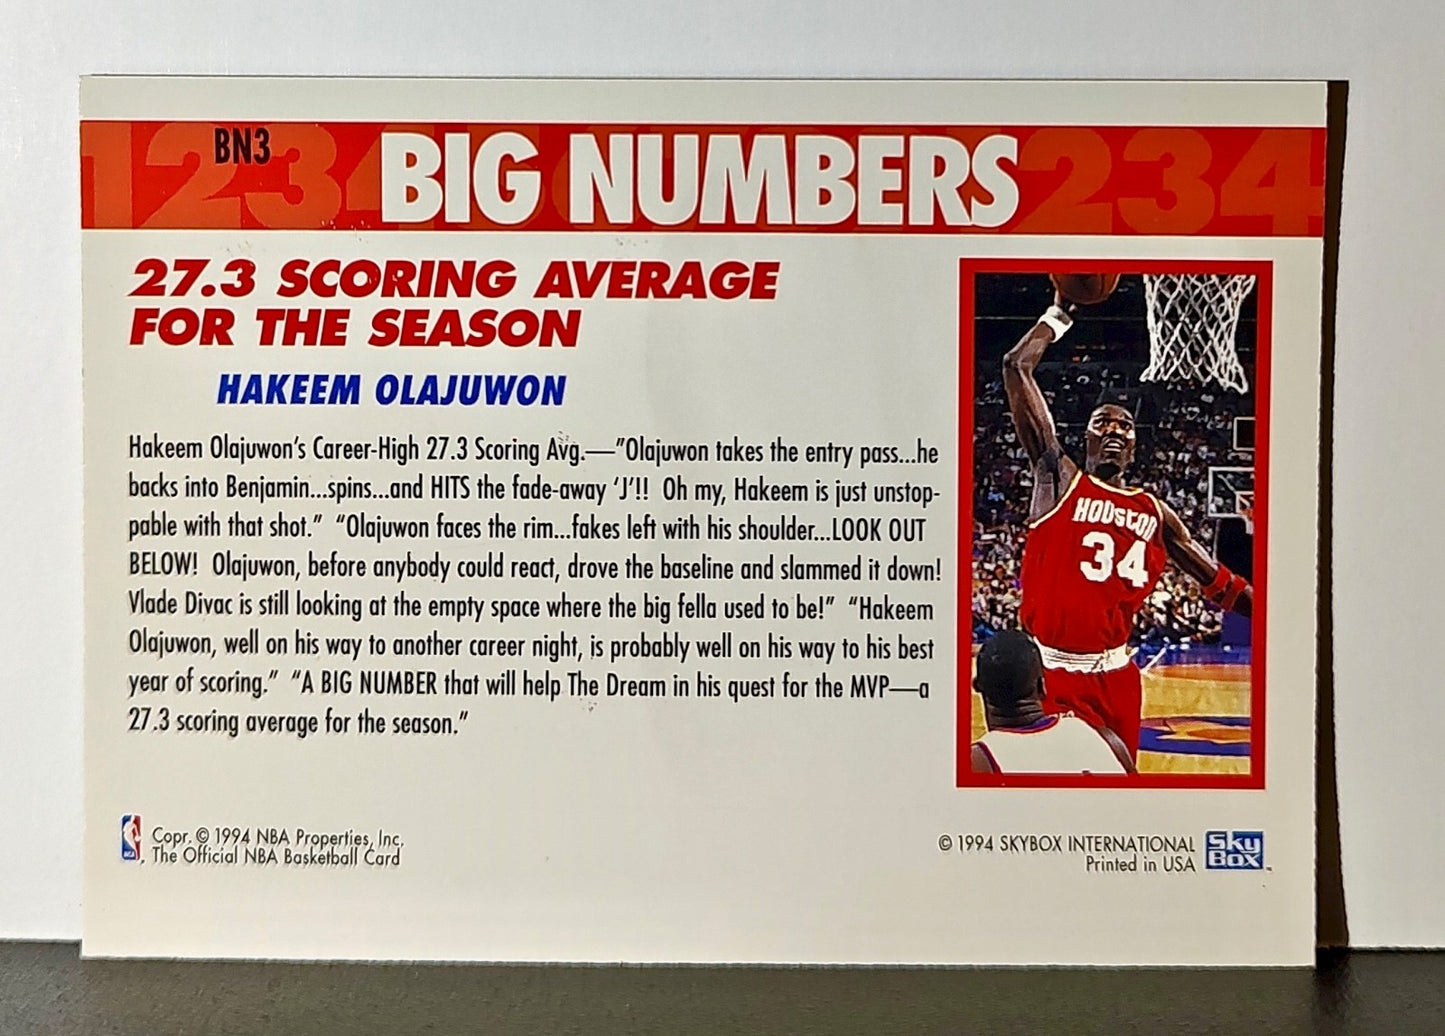 BN3
1234
BIG NUMBERS
234
27.3 SCORING AVERAGE
FOR THE SEASON
HAKEEM OLAJUWON
Hakeem Olajuwon's Career-High 27.3 Scoring Avg.—"Olajuwon takes the entry pass...he
backs into Benjamin...spins...and HITS the fade-away 'J'!! Oh my, Hakeem is just unstop-
pable with that shot." "Olajuwon faces the rim...fakes left with his shoulder...LOOK OUT
BELOW! Olajuwon, before anybody could react, drove the baseline and slammed it down!
Vlade Divac is still looking at the empty space where the big fella used to be!" "Hakeem
Olajuwon, well on his way to another career night, is probably well on his way to his best
year of scoring." "A BIG NUMBER that will help The Dream in his quest for the MVP—a
27.3 scoring average for the season."
HOUSTON
34
NBA
Copr. © 1994 NBA Properties, Inc.
The Official NBA Basketball Card
© 1994 SKYBOX INTERNATIONAL
Printed in USA
SkyBox